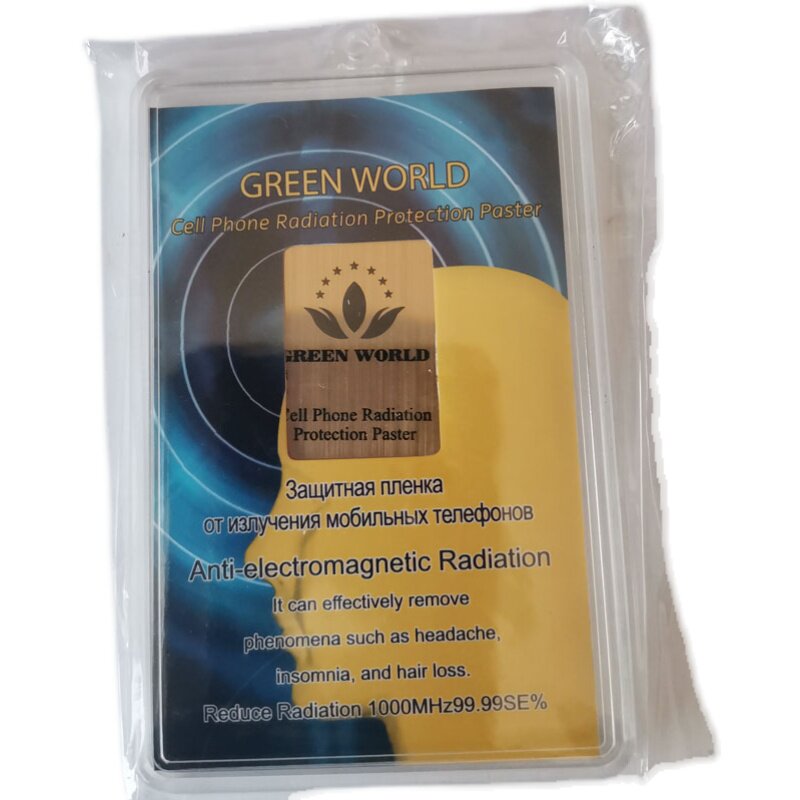 GREEN WORLD
Cell Phone Radiation Protection Paster
GREEN WORLD
Cell Phone Radiation
Protection Paster
Защитная пленка
от излучения мобильных телефонов
Anti-electromagnetic Radiation
It can effectively remove
phenomena such as headache,
insomnia, and hair loss.
Reduce Radiation 1000MHz99.99SE%